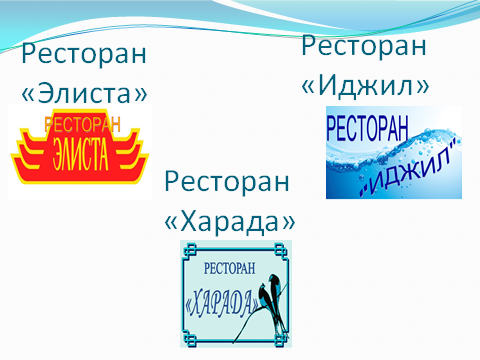 Ресторан
«Элиста»
РЕСТОРАН
ЭЛИСТА
Ресторан
«Иджил»
РЕСТОРАН
"ИДЖИЛ"
Ресторан
«Харада»
РЕСТОРАН
«ХАРАДА»